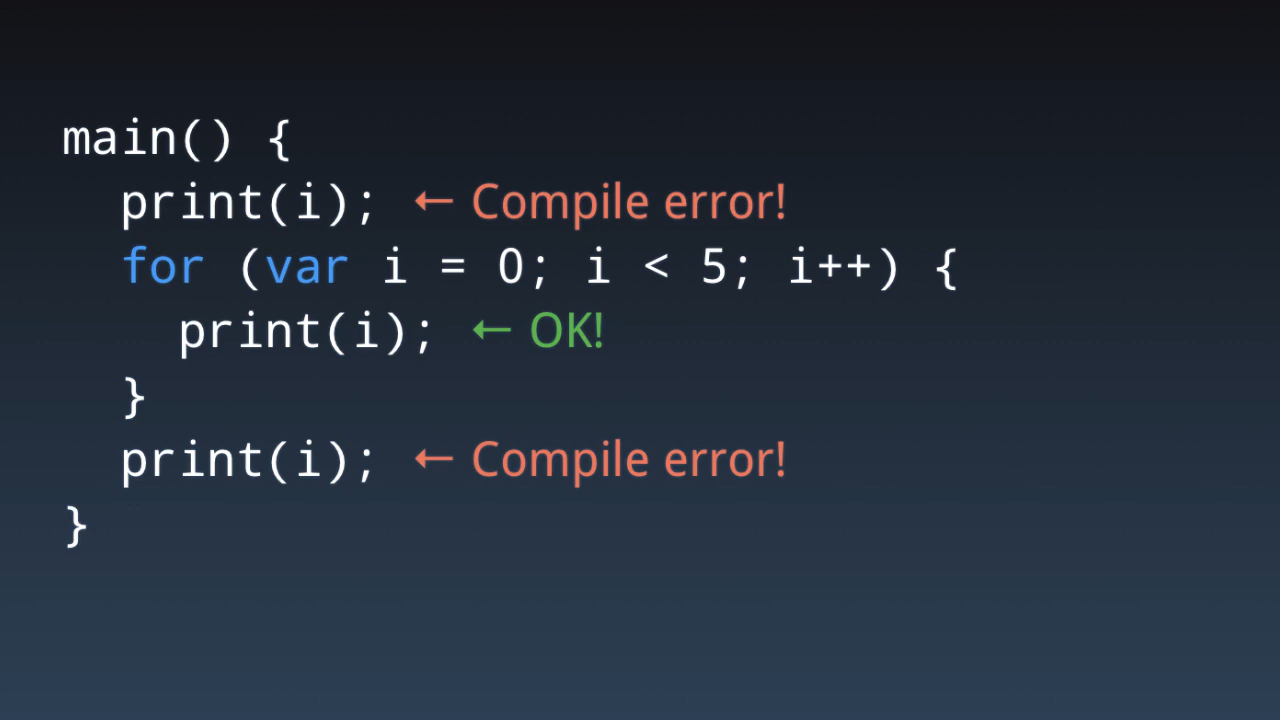 main() {
  print(i); ← Compile error!
  for (var i = 0; i < 5; i++) {
    print(i); ← OK!
  }
  print(i); ← Compile error!
}